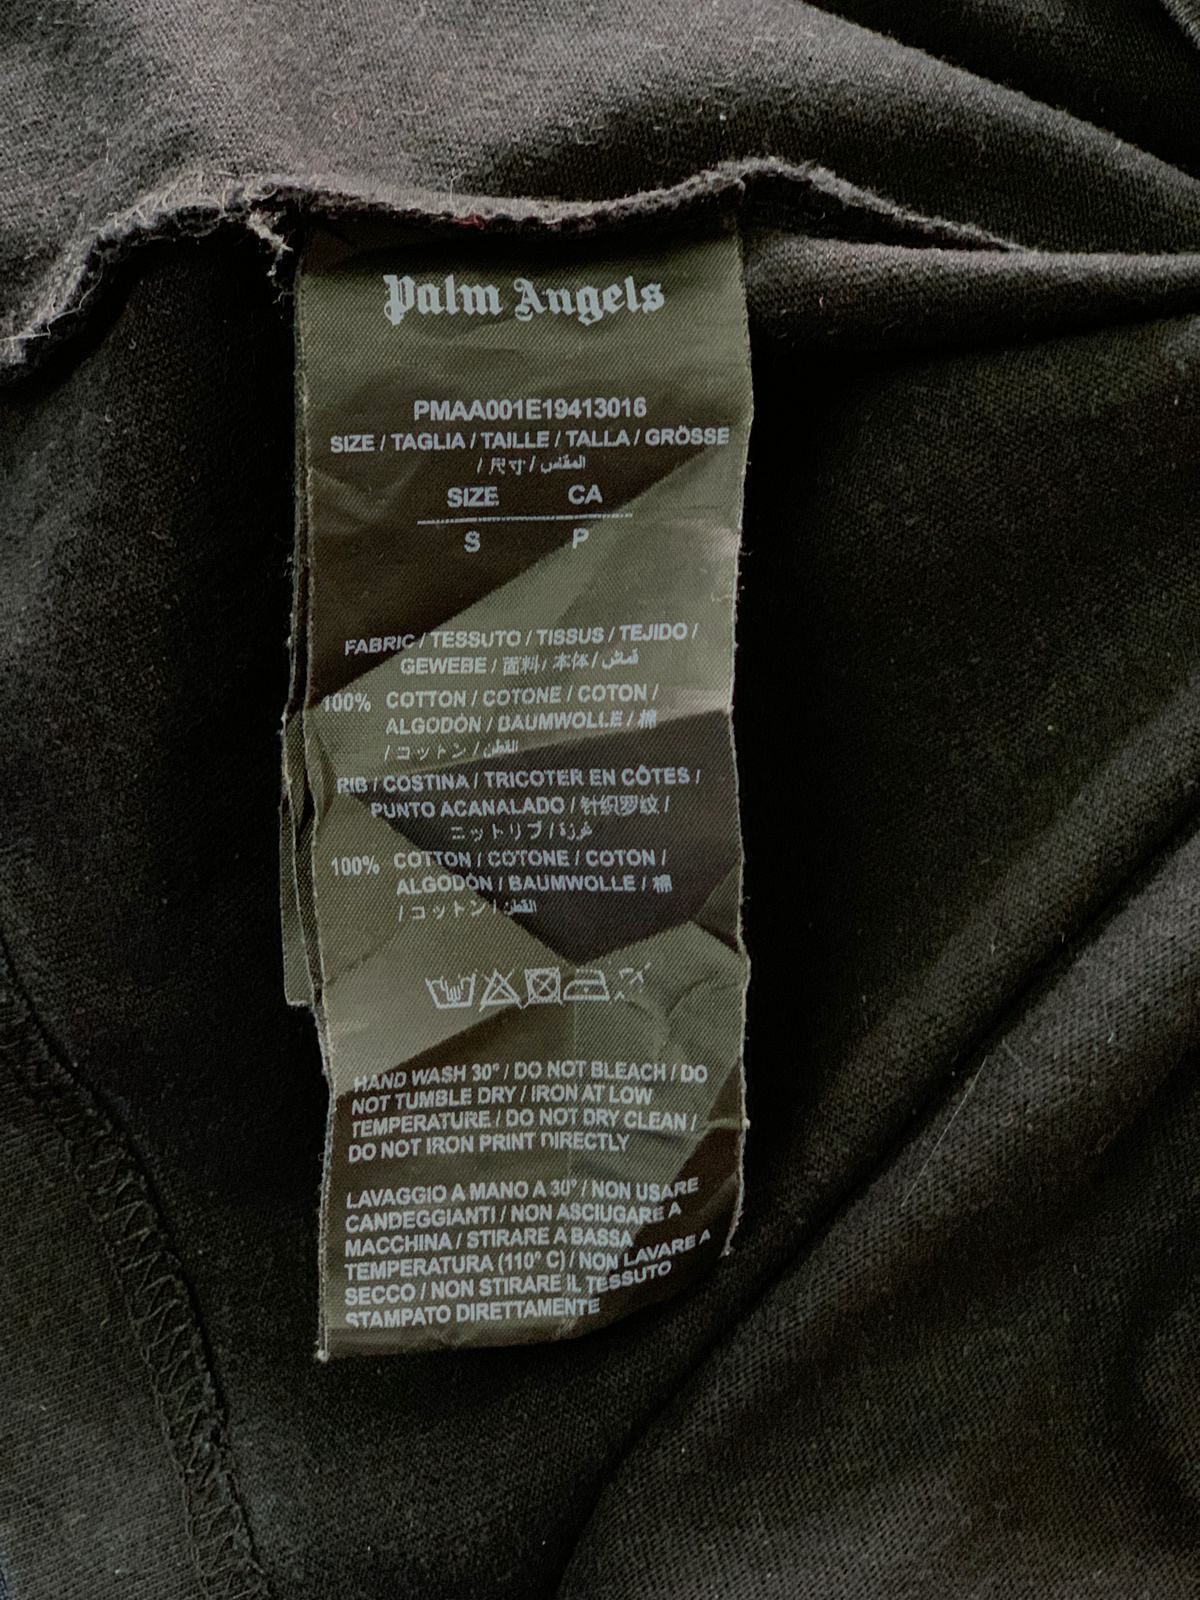 Palm Angels
PMAA001E19413016
SIZE / TAGLIA / TAILLE / TALLA / GRÖSSE
/ 尺寸 / المقاس
SIZE CA
S P
FABRIC / TESSUTO / TISSUS / TEJIDO /
GEWEBE / 面料 / 本体 / قماش
100% COTTON / COTONE / COTON /
ALGODÓN / BAUMWOLLE / 棉
/ コットン / القطن
RIB / COSTINA / TRICOTER EN CÔTES /
PUNTO ACANALADO / 针织罗纹 /
ニットリブ / غرزة
100% COTTON / COTONE / COTON /
ALGODÓN / BAUMWOLLE / 棉
/ コットン / القطن
HAND WASH 30° / DO NOT BLEACH / DO
NOT TUMBLE DRY / IRON AT LOW
TEMPERATURE / DO NOT DRY CLEAN /
DO NOT IRON PRINT DIRECTLY
LAVAGGIO A MANO A 30° / NON USARE
CANDEGGIANTI / NON ASCIUGARE A
MACCHINA / STIRARE A BASSA
TEMPERATURA (110° C) / NON LAVARE A
SECCO / NON STIRARE IL TESSUTO
STAMPATO DIRETTAMENTE